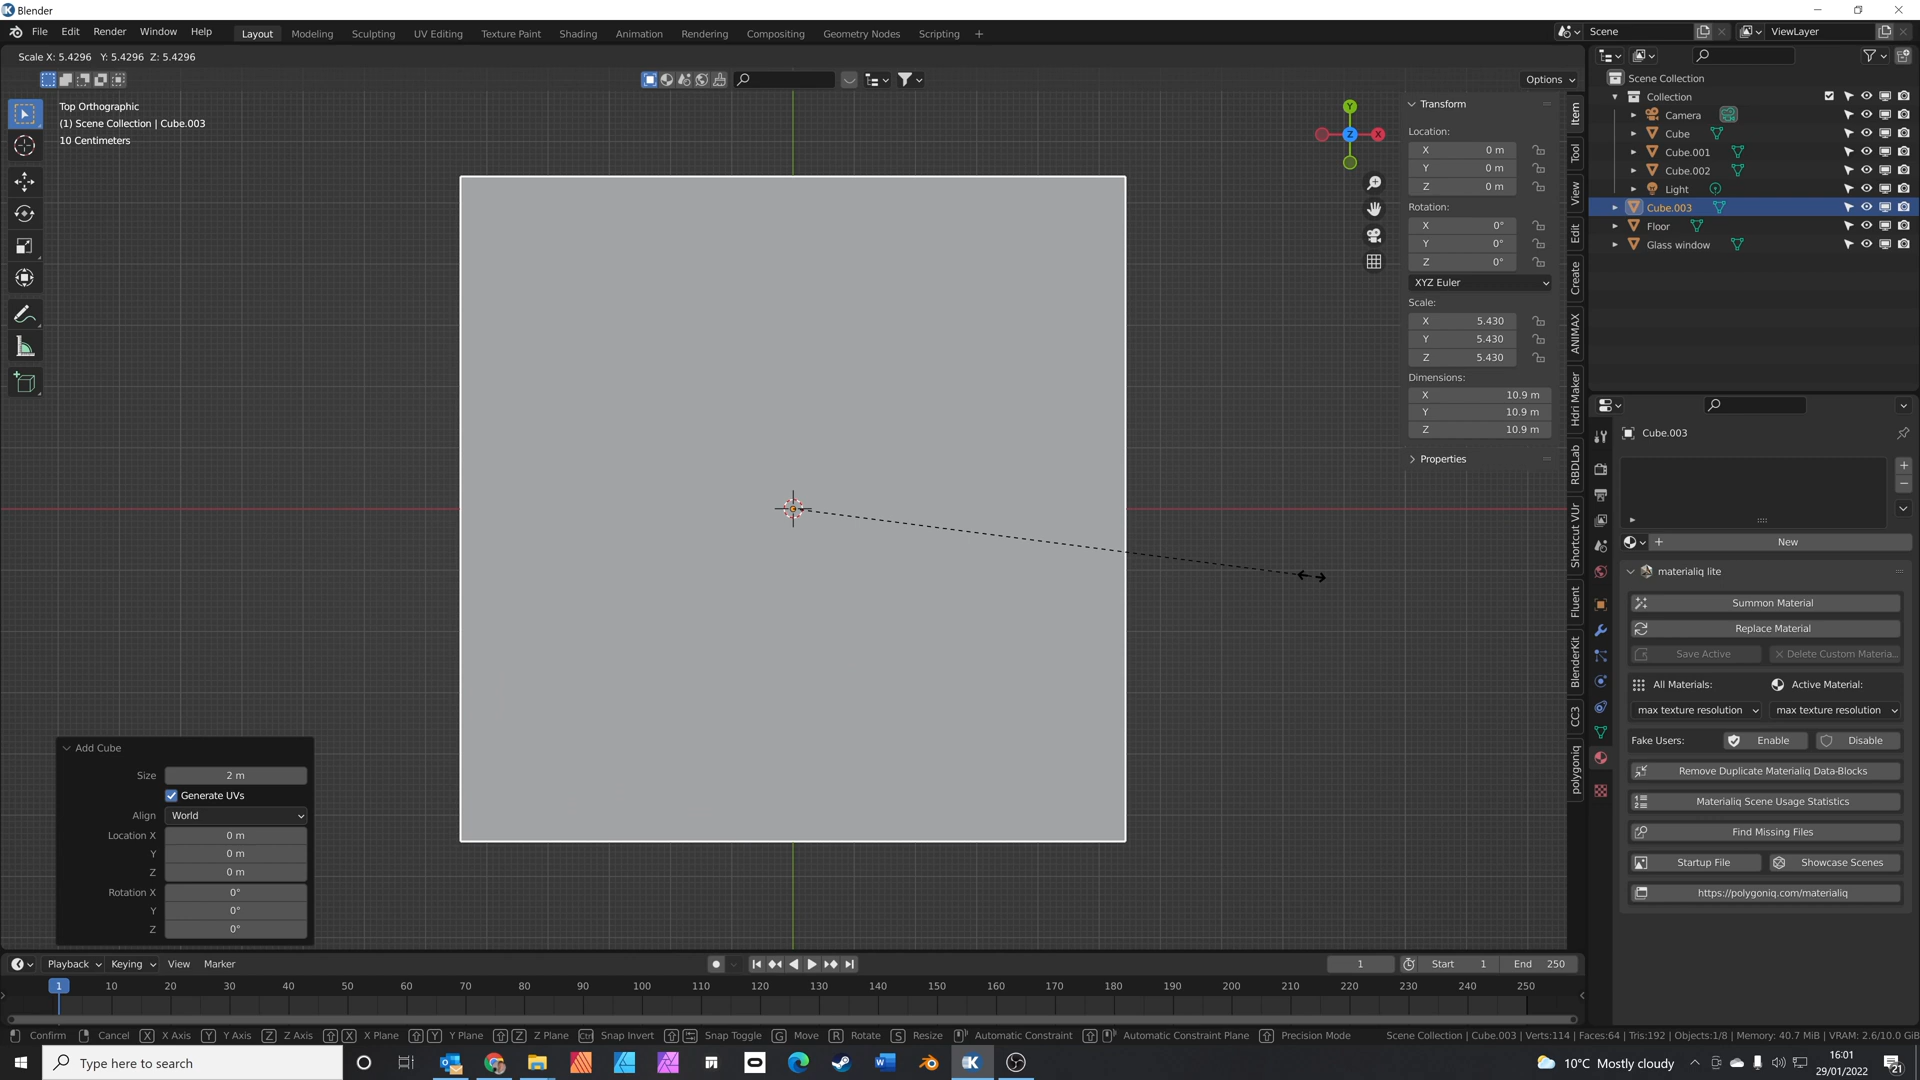 Blender
File Edit Render Window Help
Layout Modeling Sculpting UV Editing Texture Paint Shading Animation Rendering Compositing Geometry Nodes Scripting +
Scene
ViewLayer
Scale X: 5.4296 Y: 5.4296 Z: 5.4296
Options
Top Orthographic
(1) Scene Collection | Cube.003
10 Centimeters
Y
X
Z
Transform
Location:
X 0 m
Y 0 m
Z 0 m
Rotation:
X 0°
Y 0°
Z 0°
XYZ Euler
Scale:
X 5.430
Y 5.430
Z 5.430
Dimensions:
X 10.9 m
Y 10.9 m
Z 10.9 m
Properties
Item
Tool
View
Edit
Create
ANIMAX
Hdri Maker
RBDLab
Shortcut VUr
Fluent
BlenderKit
CC3
polygoniq
Scene Collection
Collection
Camera
Cube
Cube.001
Cube.002
Light
Cube.003
Floor
Glass window
Cube.003
New
materialiq lite
Summon Material
Replace Material
Save Active
Delete Custom Materia...
All Materials: Active Material:
max texture resolution max texture resolution
Fake Users: Enable Disable
Remove Duplicate Materialiq Data-Blocks
Materialiq Scene Usage Statistics
Find Missing Files
Startup File Showcase Scenes
https://polygoniq.com/materialiq
Add Cube
Size 2 m
Generate UVs
Align World
Location X 0 m
Y 0 m
Z 0 m
Rotation X 0°
Y 0°
Z 0°
Playback Keying View Marker
1 Start 1 End 250
1 10 20 30 40 50 60 70 80 90 100 110 120 130 140 150 160 170 180 190 200 210 220 230 240 250
Confirm Cancel X X Axis Y Y Axis Z Z Axis X X Plane Y Y Plane Z Z Plane Ctrl Snap Invert Snap Toggle G Move R Rotate S Resize Automatic Constraint Automatic Constraint Plane Precision Mode
Scene Collection | Cube.003 | Verts:114 | Faces:64 | Tris:192 | Objects:1/8 | Memory: 40.7 MiB | VRAM: 2.6/10.0 GiB
Type here to search
10°C Mostly cloudy
16:01
29/01/2022
21